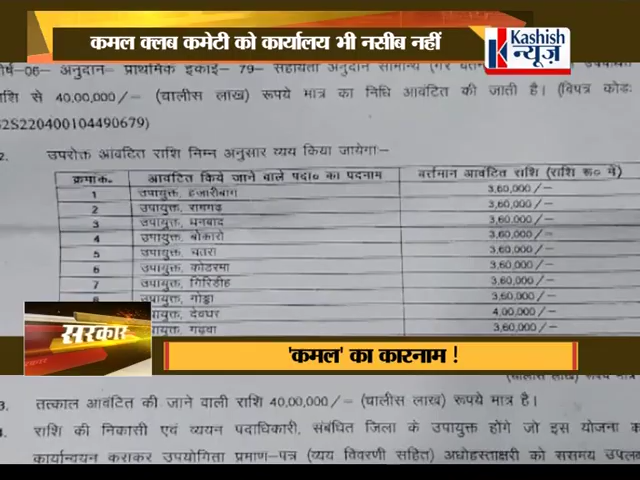 कमल क्लब कमेटी को कार्यालय भी नसीब नहीं
Kashish
न्यूज़
06- अनुदान= प्राथमिक इकाई- 79- सहायता अनुदान सामान्य (गैर
राशि से 40,00,000/= (चालीस लाख) रूपये मात्र का निधि आवंटित की जाती है। (विपत्र कोड:
S2S220400104490679)
2. उपरोक्त आवंटित राशि निम्न अनुसार व्यय किया जायेगा:-
क्रमांक. आवंटित किये जाने वाले पदा० का पदनाम वर्त्तमान आवंटित राशि (राशि रू० में)
1 उपायुक्त, हजारीबाग 3,60,000/-
2 उपायुक्त, रामगढ़ 3,60,000/-
3 उपायुक्त, धनबाद 3,60,000/-
4 उपायुक्त, बोकारो 3,60,000/-
5 उपायुक्त, चतरा 3,60,000/-
6 उपायुक्त, कोडरमा 3,60,000/-
7 उपायुक्त, गिरिडीह 3,60,000/-
8 उपायुक्त, गोड्डा 3,60,000/-
उपायुक्त, देवघर 4,00,000/-
उपायुक्त, गढ़वा 3,60,000/-
सरकार
'कमल' का कारनाम !
(चालीस लाख) रूपये मात्र
3. तत्काल आवंटित की जाने वाली राशि 40,00,000/= (चालीस लाख) रूपये मात्र है।
राशि की निकासी एवं व्ययन पदाधिकारी, संबंधित जिला के उपायुक्त होंगे जो इस योजना का
कार्यान्वयन कराकर उपयोगिता प्रमाण-पत्र (व्यय विवरणी सहित) अधोहस्ताक्षरी को ससमय